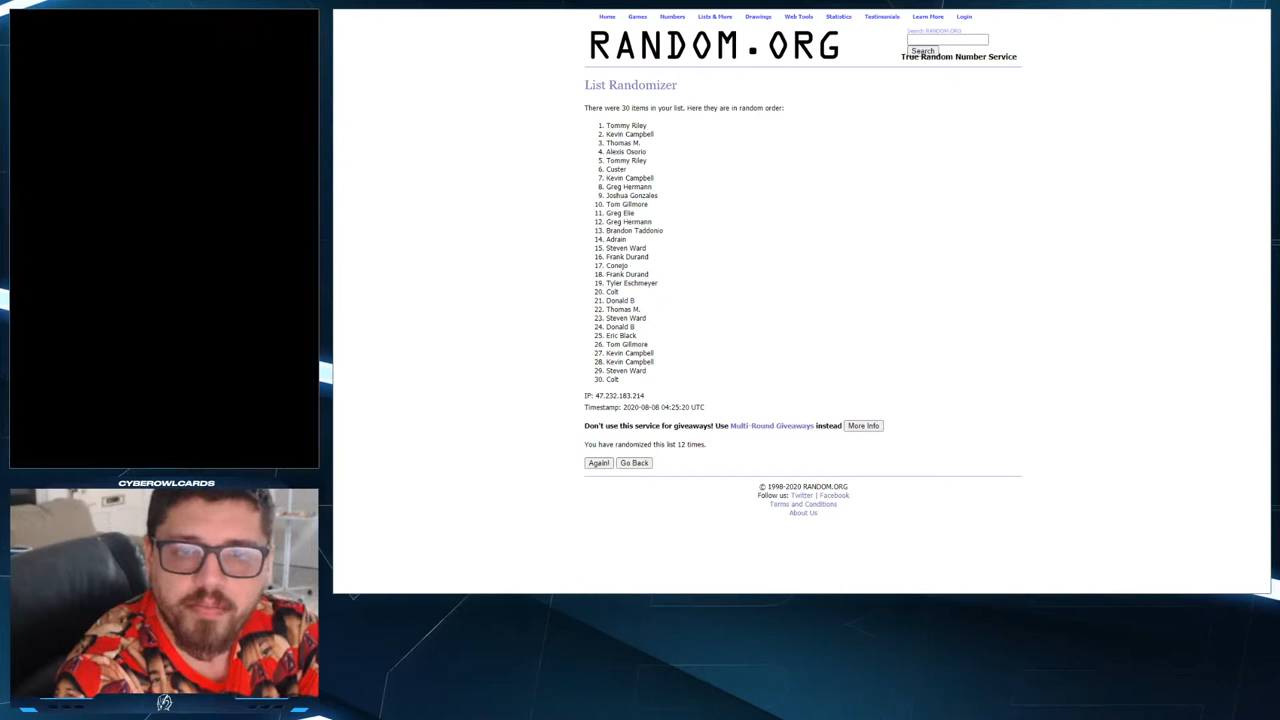 Home Games Numbers Lists & More Drawings Web Tools Statistics Testimonials Learn More Login
RANDOM.ORG
Search RANDOM.ORG
Search
True Random Number Service
List Randomizer
There were 30 items in your list. Here they are in random order:
1. Tommy Riley
2. Kevin Campbell
3. Thomas M.
4. Alexis Osorio
5. Tommy Riley
6. Custer
7. Kevin Campbell
8. Greg Hermann
9. Joshua Gonzales
10. Tom Gillmore
11. Greg Elie
12. Greg Hermann
13. Brandon Taddonio
14. Adrain
15. Steven Ward
16. Frank Durand
17. Conejo
18. Frank Durand
19. Tyler Eschmeyer
20. Colt
21. Donald B
22. Thomas M.
23. Steven Ward
24. Donald B
25. Eric Black
26. Tom Gillmore
27. Kevin Campbell
28. Kevin Campbell
29. Steven Ward
30. Colt
IP: 47.232.183.214
Timestamp: 2020-08-08 04:25:20 UTC
Don't use this service for giveaways! Use Multi-Round Giveaways instead More Info
You have randomized this list 12 times.
Again! Go Back
© 1998-2020 RANDOM.ORG
Follow us: Twitter | Facebook
Terms and Conditions
About Us
CYBEROWLCARDS